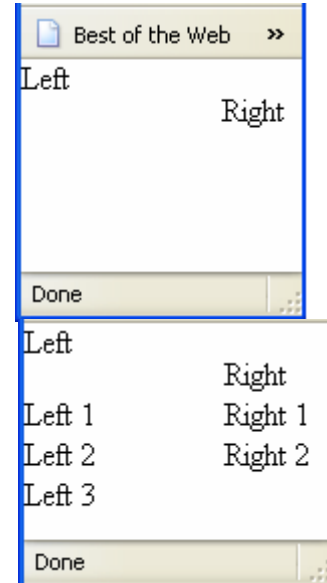 Best of the Web »
Left
Right
Done
Left
Right
Left 1 Right 1
Left 2 Right 2
Left 3
Done